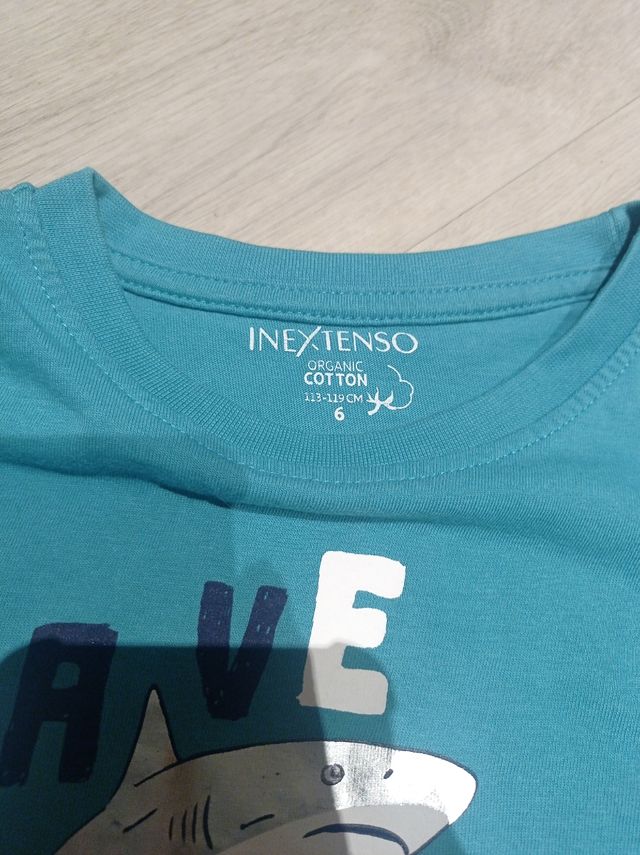 INEXTENSO
ORGANIC
COTTON
113-119 CM
6
AVE